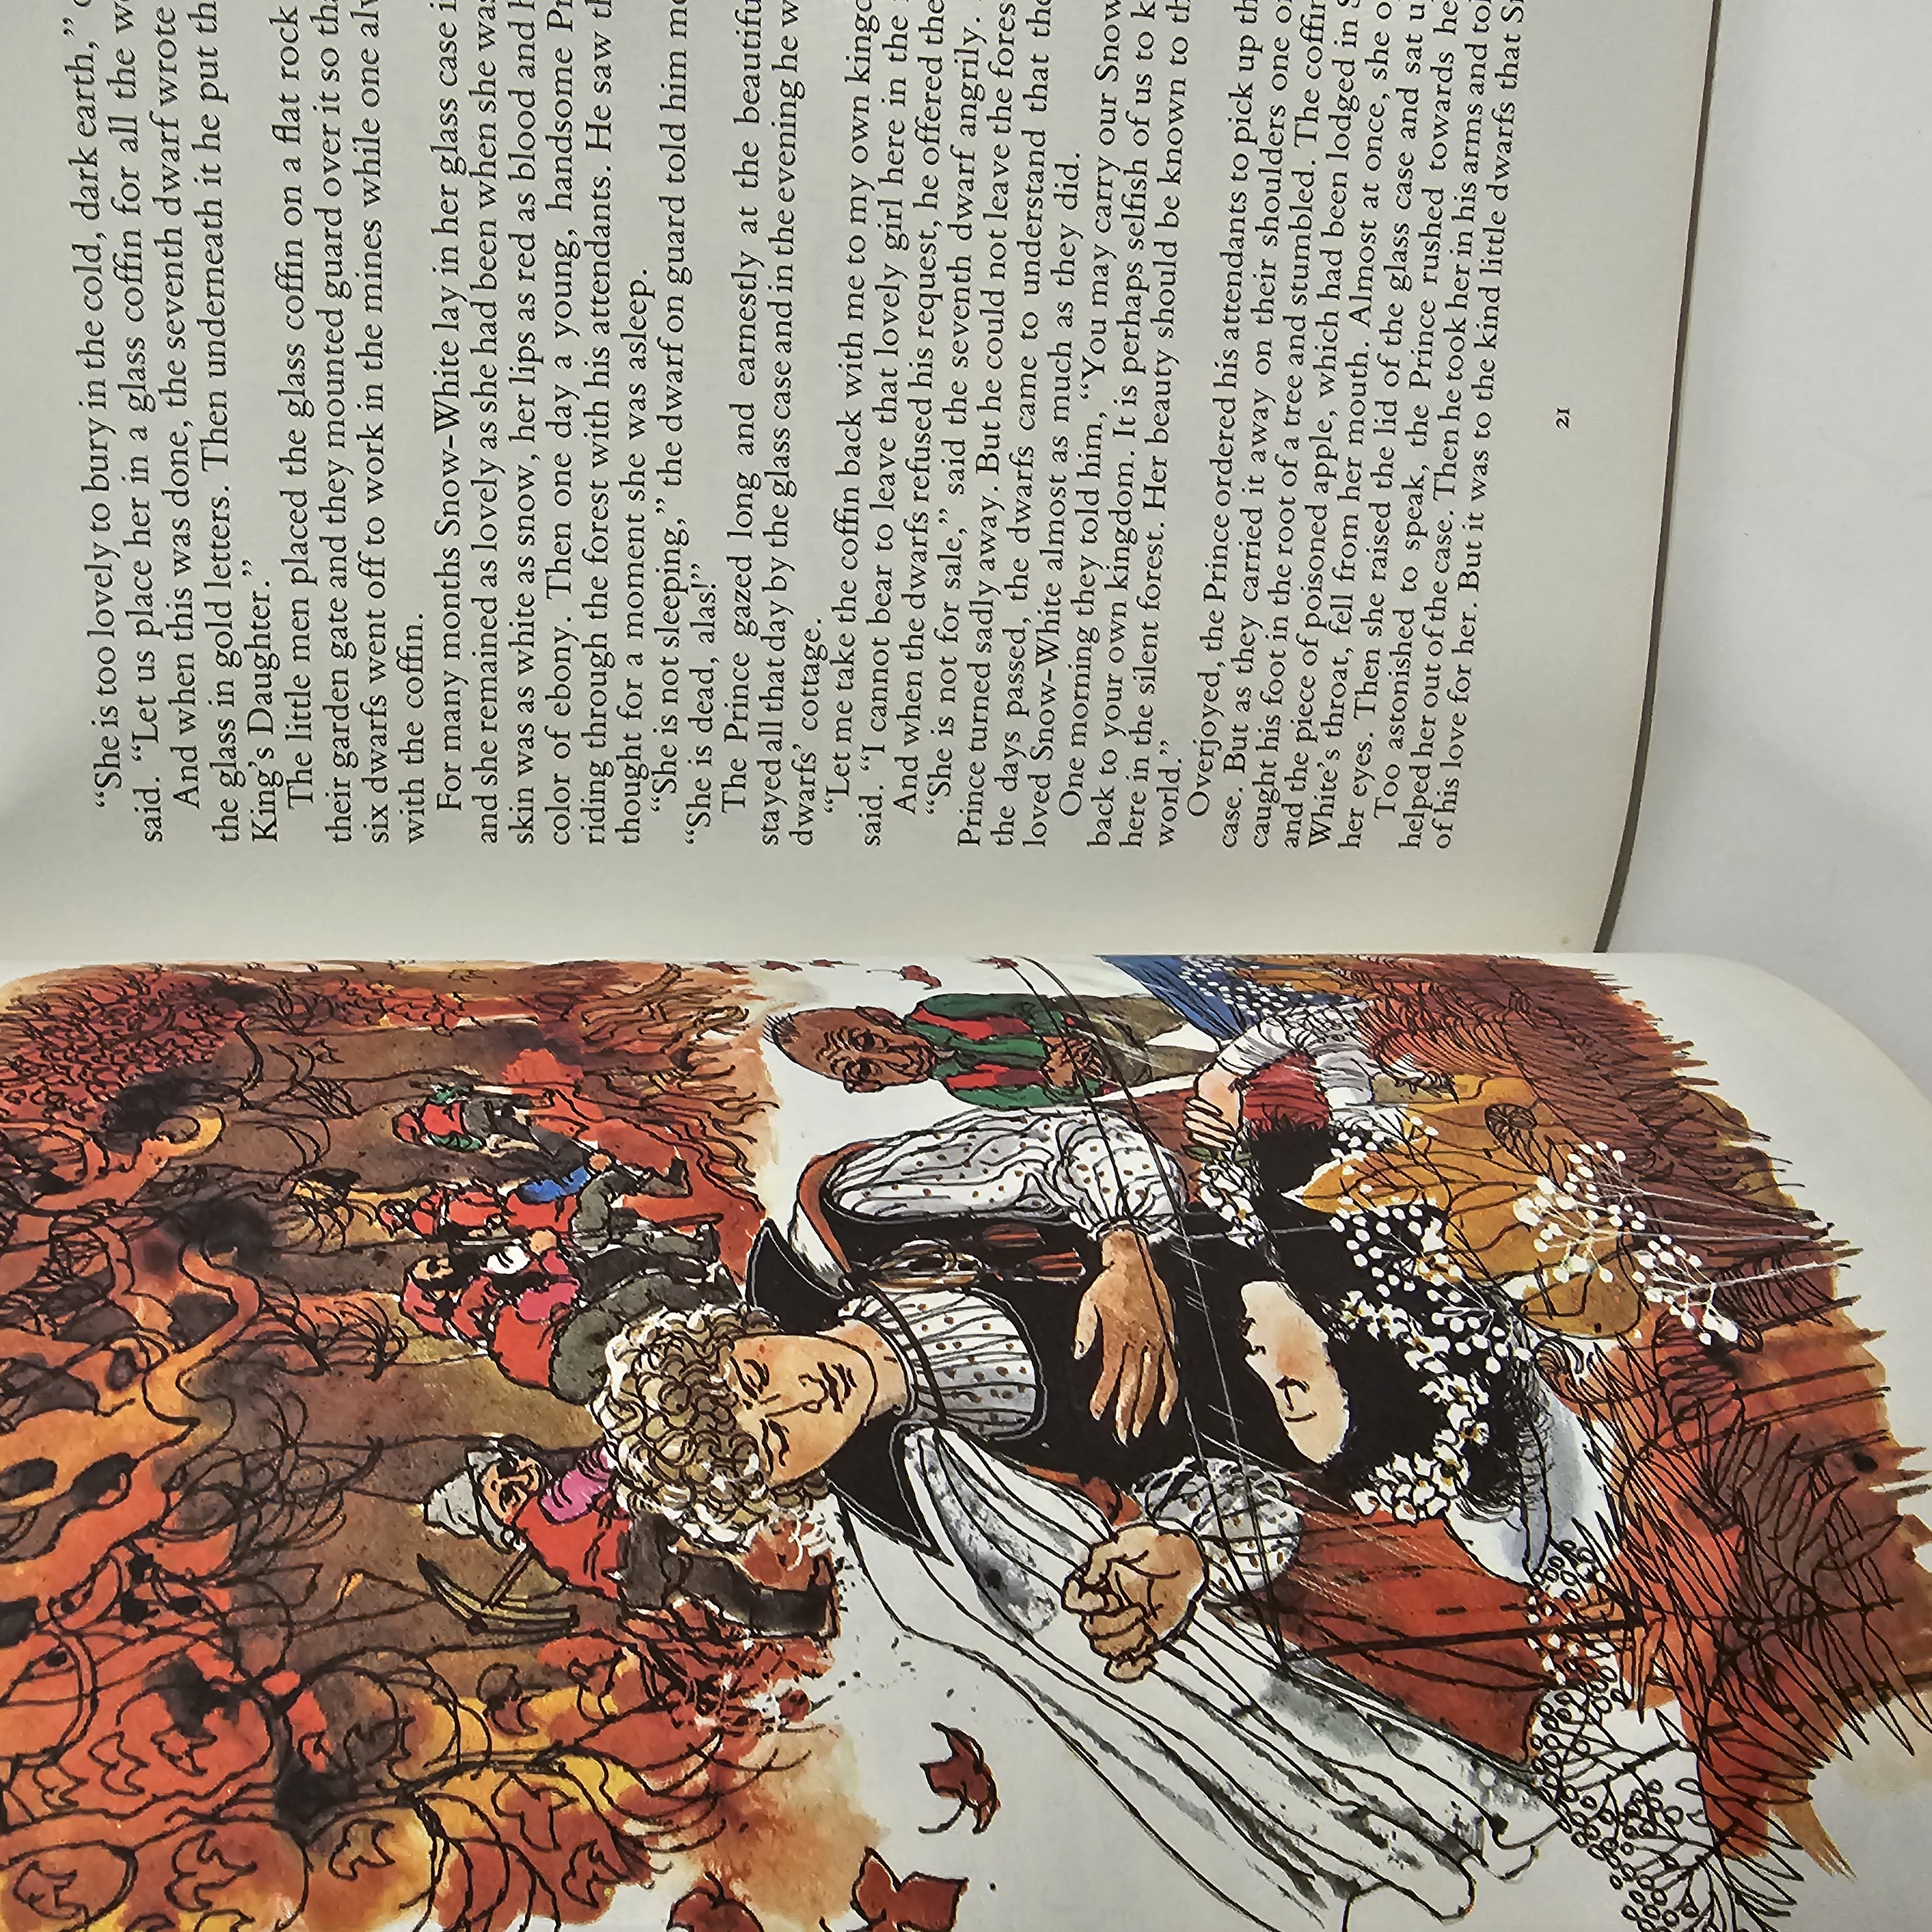 “She is too lovely to bury in the cold, dark earth,”
said. “Let us place her in a glass coffin for all the
And when this was done, the seventh dwarf wrote
the glass in gold letters. Then underneath it he put
King’s Daughter.”
The little men placed the glass coffin on a flat rock
their garden gate and they mounted guard over it so
six dwarfs went off to work in the mines while one
with the coffin.
For many months Snow-White lay in her glass case
and she remained as lovely as she had been when she
skin was as white as snow, her lips as red as blood and
color of ebony. Then one day a young, handsome
riding through the forest with his attendants. He saw
thought for a moment she was asleep.
“She is not sleeping,” the dwarf on guard told him
“She is dead, alas!”
The Prince gazed long and earnestly at the
stayed all that day by the glass case and in the evening he
dwarfs’ cottage.
“Let me take the coffin back with me to my own
said. “I cannot bear to leave that lovely girl here in the
And when the dwarfs refused his request, he offered
“She is not for sale,” said the seventh dwarf angrily.
Prince turned sadly away. But he could not leave the
the days passed, the dwarfs came to understand that
loved Snow-White almost as much as they did.
One morning they told him, “You may carry our
back to your own kingdom. It is perhaps selfish of us to
here in the silent forest. Her beauty should be known to
world.”
Overjoyed, the Prince ordered his attendants to pick up
case. But as they carried it away on their shoulders one
caught his foot in the root of a tree and stumbled. The
and the piece of poisoned apple, which had been lodged in
White’s throat, fell from her mouth. Almost at once, she
her eyes. Then she raised the lid of the glass case and sat
Too astonished to speak, the Prince rushed towards
helped her out of the case. Then he took her in his arms and
of his love for her. But it was to the kind little dwarfs that
21